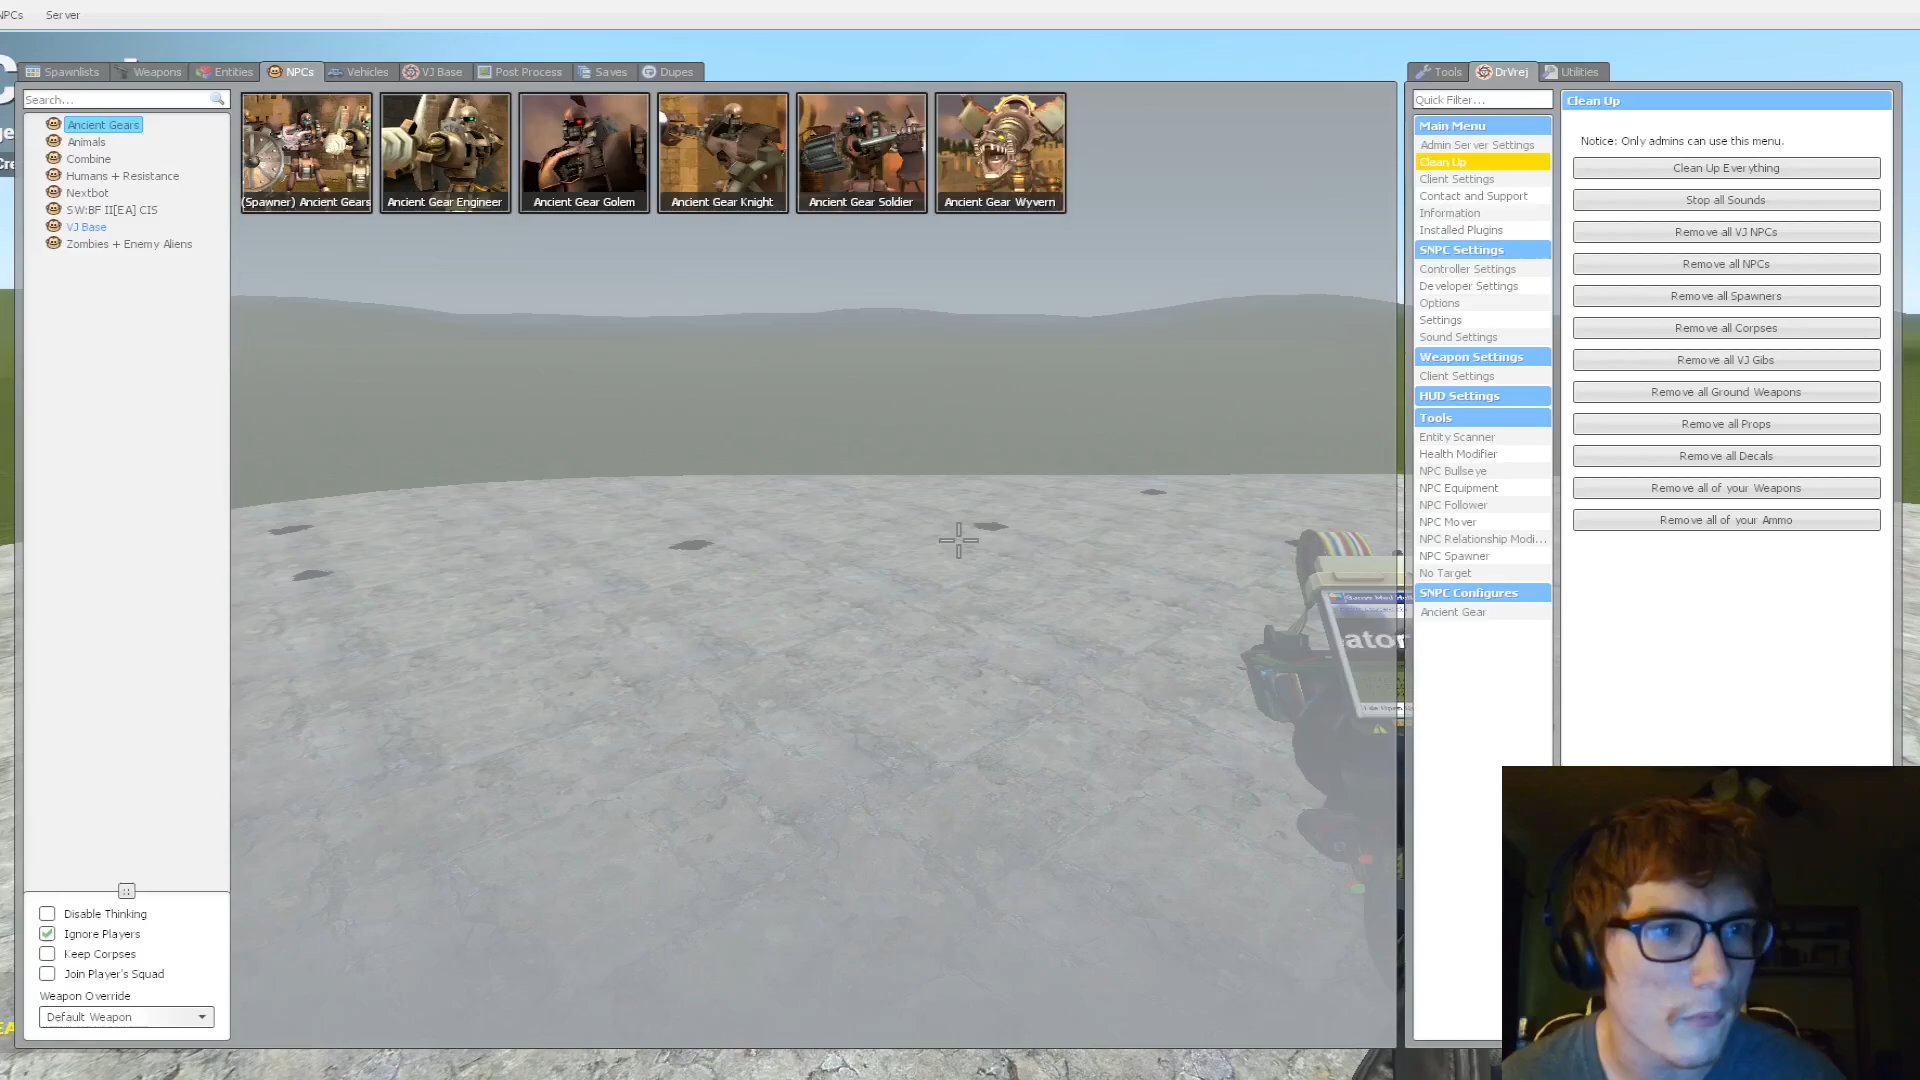 NPCs Server
Spawnlists Weapons Entities NPCs Vehicles VJ Base Post Process Saves Dupes
Search...
Ancient Gears
Animals
Combine
Humans + Resistance
Nextbot
SW:BF II[EA] CIS
VJ Base
Zombies + Enemy Aliens
(Spawner) Ancient Gears
Ancient Gear Engineer
Ancient Gear Golem
Ancient Gear Knight
Ancient Gear Soldier
Ancient Gear Wyvern
Disable Thinking
Ignore Players
Keep Corpses
Join Player's Squad
Weapon Override
Default Weapon
ator
Tools DrVrej Utilities
Quick Filter...
Main Menu
Admin Server Settings
Clean Up
Client Settings
Contact and Support
Information
Installed Plugins
SNPC Settings
Controller Settings
Developer Settings
Options
Settings
Sound Settings
Weapon Settings
Client Settings
HUD Settings
Tools
Entity Scanner
Health Modifier
NPC Bullseye
NPC Equipment
NPC Follower
NPC Mover
NPC Relationship Modi...
NPC Spawner
No Target
SNPC Configures
Ancient Gear
Clean Up
Notice: Only admins can use this menu.
Clean Up Everything
Stop all Sounds
Remove all VJ NPCs
Remove all NPCs
Remove all Spawners
Remove all Corpses
Remove all VJ Gibs
Remove all Ground Weapons
Remove all Props
Remove all Decals
Remove all of your Weapons
Remove all of your Ammo